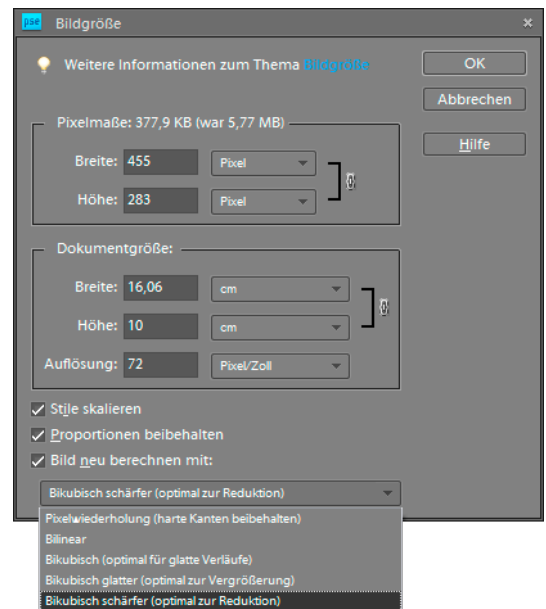 pse Bildgröße ×
Weitere Informationen zum Thema Bildgröße
OK
Abbrechen
Hilfe
Pixelmaße: 377,9 KB (war 5,77 MB)
Breite: 455 Pixel
Höhe: 283 Pixel
Dokumentgröße:
Breite: 16,06 cm
Höhe: 10 cm
Auflösung: 72 Pixel/Zoll
Stile skalieren
Proportionen beibehalten
Bild neu berechnen mit:
Bikubisch schärfer (optimal zur Reduktion)
Pixelwiederholung (harte Kanten beibehalten)
Bilinear
Bikubisch (optimal für glatte Verläufe)
Bikubisch glatter (optimal zur Vergrößerung)
Bikubisch schärfer (optimal zur Reduktion)